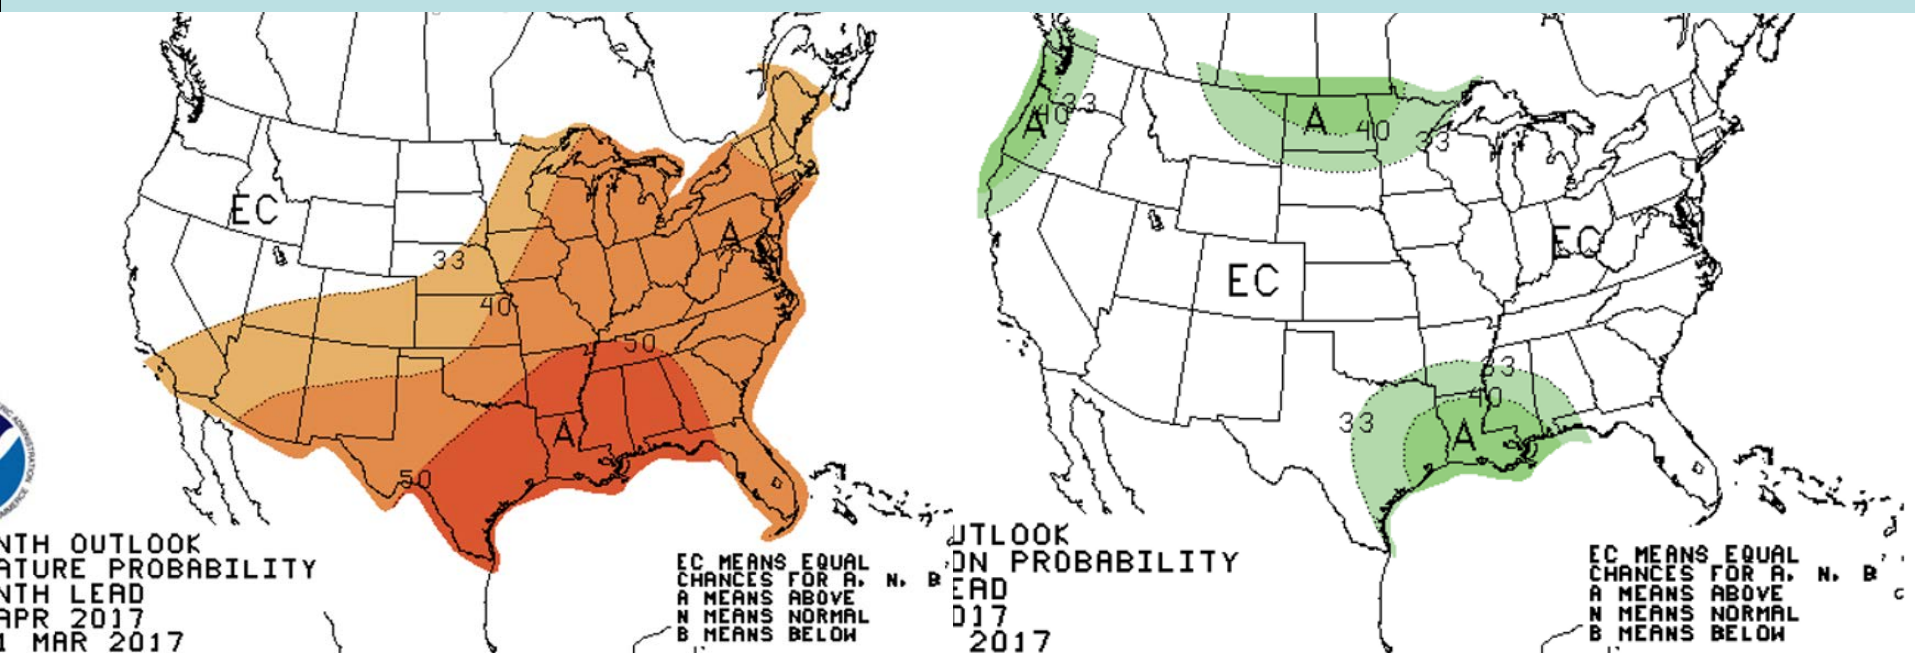 EC
33
40
50
A
A
50
NTH OUTLOOK
ATURE PROBABILITY
NTH LEAD
APR 2017
1 MAR 2017
EC MEANS EQUAL
CHANCES FOR A, N, B
A MEANS ABOVE
N MEANS NORMAL
B MEANS BELOW
A
40
33
A
40
33
EC
EC
33
40
33
A
UTLOOK
ON PROBABILITY
EAD
017
2017
EC MEANS EQUAL
CHANCES FOR A, N, B
A MEANS ABOVE
N MEANS NORMAL
B MEANS BELOW